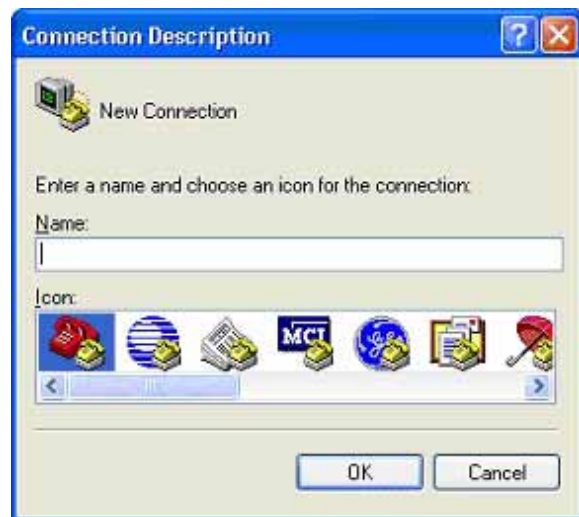 Connection Description
New Connection
Enter a name and choose an icon for the connection:
Name:
Icon:
MCI
OK
Cancel